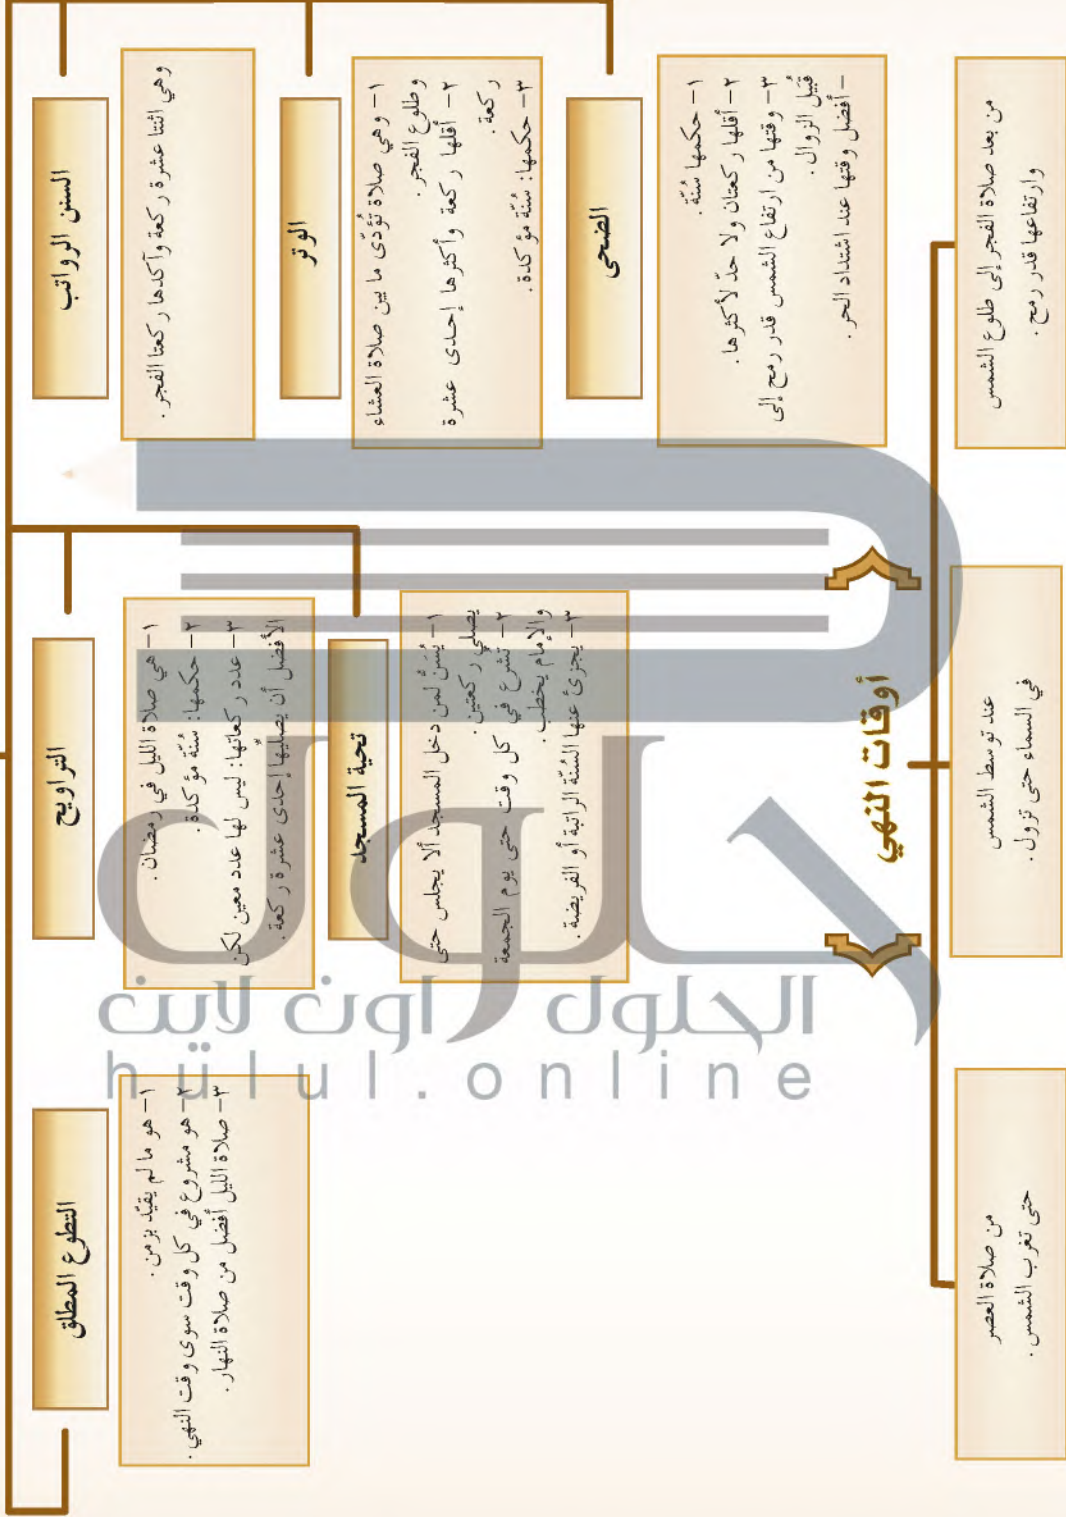 السنن الرواتب
وهي اثنتا عشرة ركعة وآكدها ركعتا الفجر .
الوتر
١- وهي صلاة تُؤدّى ما بين صلاة العشاء
وطلوع الفجر .
٢- أقلها ركعة وأكثرها إحدى عشرة
ركعة .
٣- حكمها: سُنّة مؤكدة .
الضحى
١- حكمها سُنّة .
٢- أقلها ركعتان ولا حدّ لأكثرها .
٣- وقتها من ارتفاع الشمس قدر رمح إلى
قُبيل الزوال .
- أفضل وقتها عند اشتداد الحر .
التراويح
١- هي صلاة الليل في رمضان .
٢- حكمها: سُنّة مؤكدة .
٣- عدد ركعاتها: ليس لها عدد معين لكن
الأفضل أن يصليها إحدى عشرة ركعة .
تحية المسجد
١- يُسَنُّ لمن دخل المسجد ألا يجلس حتى
يصلي ركعتين .
٢- تشرع في كل وقت حتى يوم الجمعة
والإمام يخطب .
٣- يجزئ عنها السُنّة الراتبة أو الفريضة .
التطوع المطلق
١- هو ما لم يقيّد بزمن .
٢- هو مشروع في كل وقت سوى وقت النهي .
٣- صلاة الليل أفضل من صلاة النهار .
أوقات النهي
من بعد صلاة الفجر إلى طلوع الشمس
وارتفاعها قدر رمح .
عند توسط الشمس
في السماء حتى تزول .
من صلاة العصر
حتى تغرب الشمس .
حلول
الحلول اون لاين
hulul.online